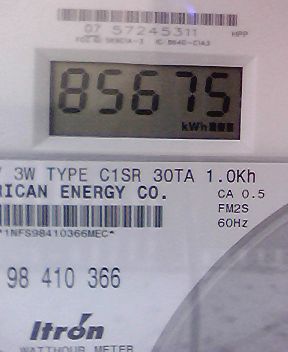 07 57245311 MPP
85675
kWh
3W TYPE C1SR 30TA 1.0Kh
RICAN ENERGY CO. CA 0.5
FM2S
*1NFS98410366MEC*
60Hz
98 410 366
Itron
WATTHOUR METER